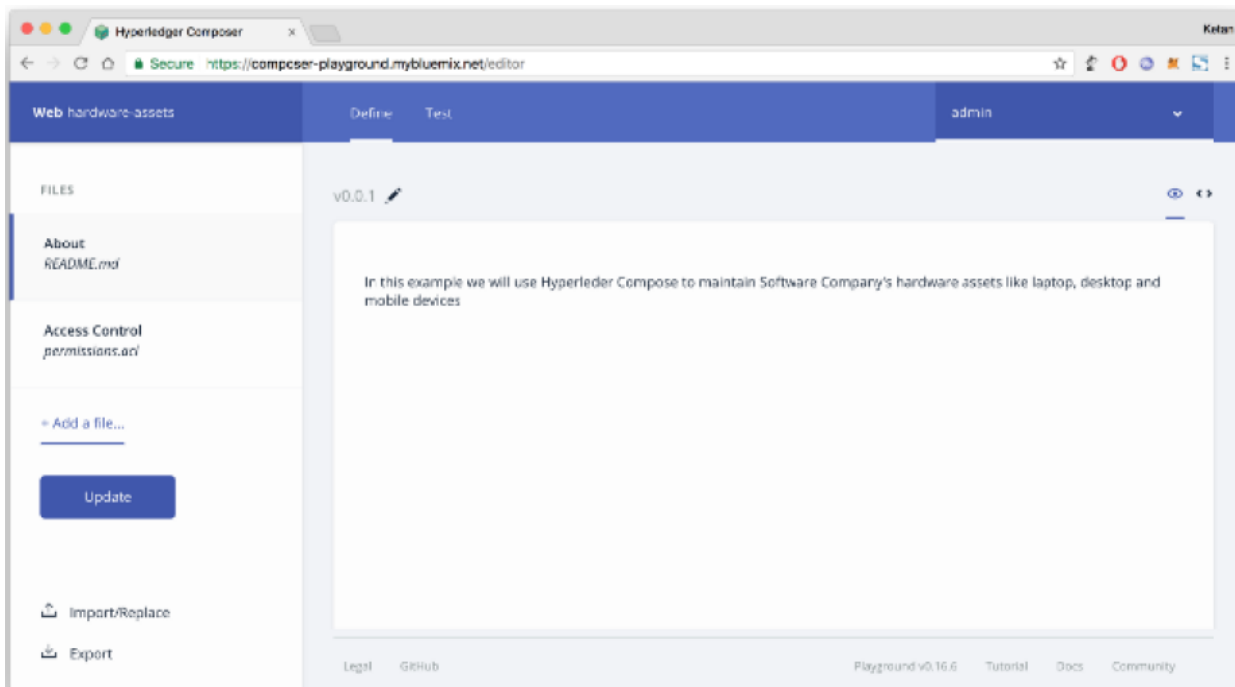 Hyperledger Composer
Ketan
Secure https://composer-playground.mybluemix.net/editor
Web hardware-assets
Define Test
admin
FILES
v0.0.1
About
README.md
In this example we will use Hyperleder Compose to maintain Software Company's hardware assets like laptop, desktop and
mobile devices
Access Control
permissions.acl
+ Add a file...
Update
Import/Replace
Export
Legal GitHub Playground v0.16.6 Tutorial Docs Community